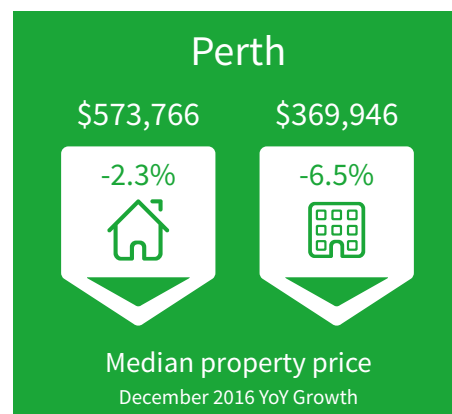 Perth
$573,766 $369,946
-2.3% -6.5%
Median property price
December 2016 YoY Growth